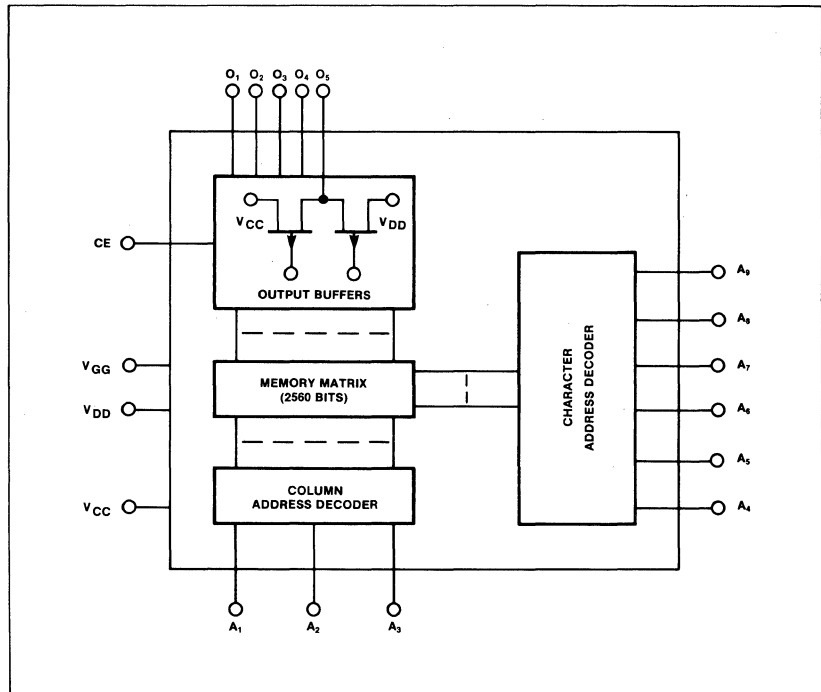 O₁ O₂ O₃ O₄ O₅
VCC VDD
CE
OUTPUT BUFFERS
A₉
A₈
VGG
MEMORY MATRIX
(2560 BITS)
A₇
VDD
A₆
CHARACTER
ADDRESS DECODER
A₅
COLUMN
ADDRESS DECODER
VCC
A₄
A₁ A₂ A₃